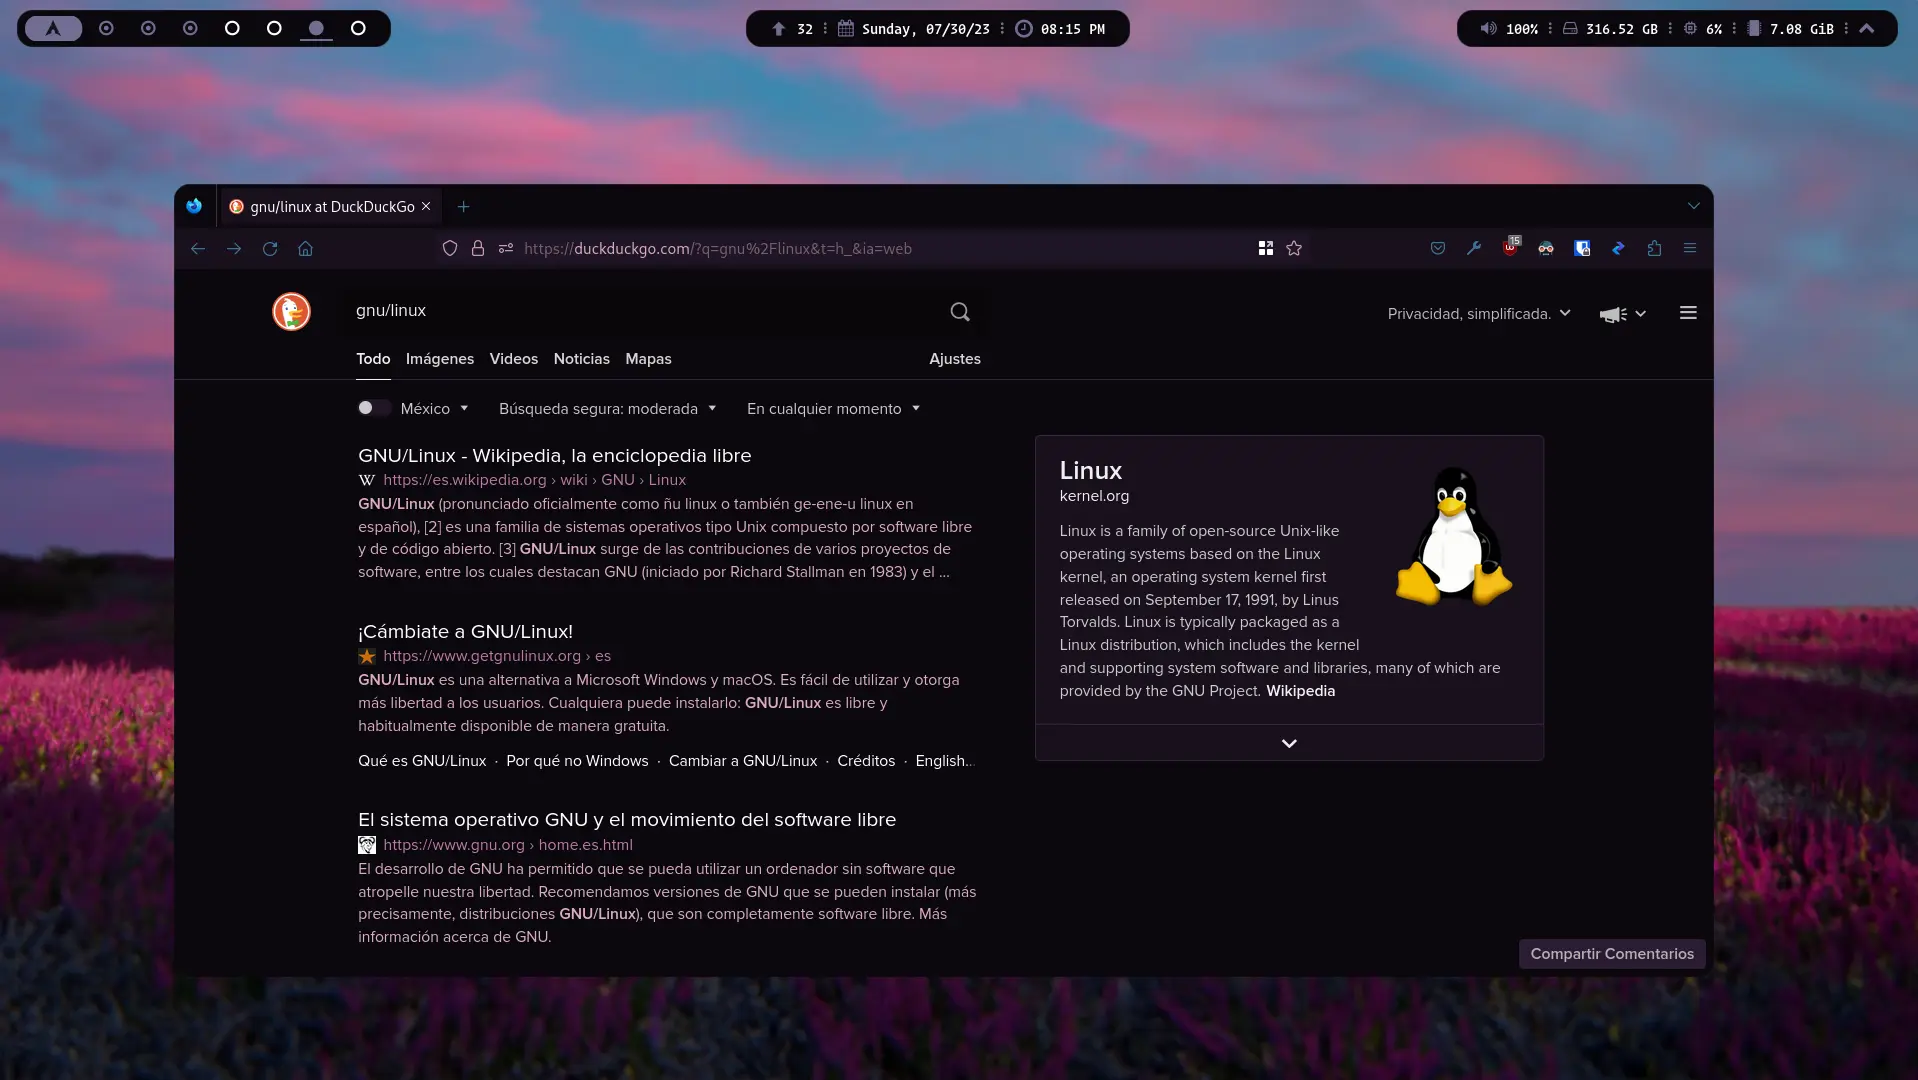 32 ⋮ Sunday, 07/30/23 ⋮ 08:15 PM
100% ⋮ 316.52 GB ⋮ 6% ⋮ 7.08 GiB ⋮
gnu/linux at DuckDuckGo
https://duckduckgo.com/?q=gnu%2Flinux&t=h_&ia=web
15
gnu/linux
Privacidad, simplificada.
Todo Imágenes Videos Noticias Mapas Ajustes
México Búsqueda segura: moderada En cualquier momento
GNU/Linux - Wikipedia, la enciclopedia libre
W https://es.wikipedia.org › wiki › GNU › Linux
GNU/Linux (pronunciado oficialmente como ñu linux o también ge-ene-u linux en
español), [2] es una familia de sistemas operativos tipo Unix compuesto por software libre
y de código abierto. [3] GNU/Linux surge de las contribuciones de varios proyectos de
software, entre los cuales destacan GNU (iniciado por Richard Stallman en 1983) y el ...
¡Cámbiate a GNU/Linux!
https://www.getgnulinux.org › es
GNU/Linux es una alternativa a Microsoft Windows y macOS. Es fácil de utilizar y otorga
más libertad a los usuarios. Cualquiera puede instalarlo: GNU/Linux es libre y
habitualmente disponible de manera gratuita.
Qué es GNU/Linux · Por qué no Windows · Cambiar a GNU/Linux · Créditos · English...
El sistema operativo GNU y el movimiento del software libre
https://www.gnu.org › home.es.html
El desarrollo de GNU ha permitido que se pueda utilizar un ordenador sin software que
atropelle nuestra libertad. Recomendamos versiones de GNU que se pueden instalar (más
precisamente, distribuciones GNU/Linux), que son completamente software libre. Más
información acerca de GNU.
Linux
kernel.org
Linux is a family of open-source Unix-like
operating systems based on the Linux
kernel, an operating system kernel first
released on September 17, 1991, by Linus
Torvalds. Linux is typically packaged as a
Linux distribution, which includes the kernel
and supporting system software and libraries, many of which are
provided by the GNU Project. Wikipedia
Compartir Comentarios